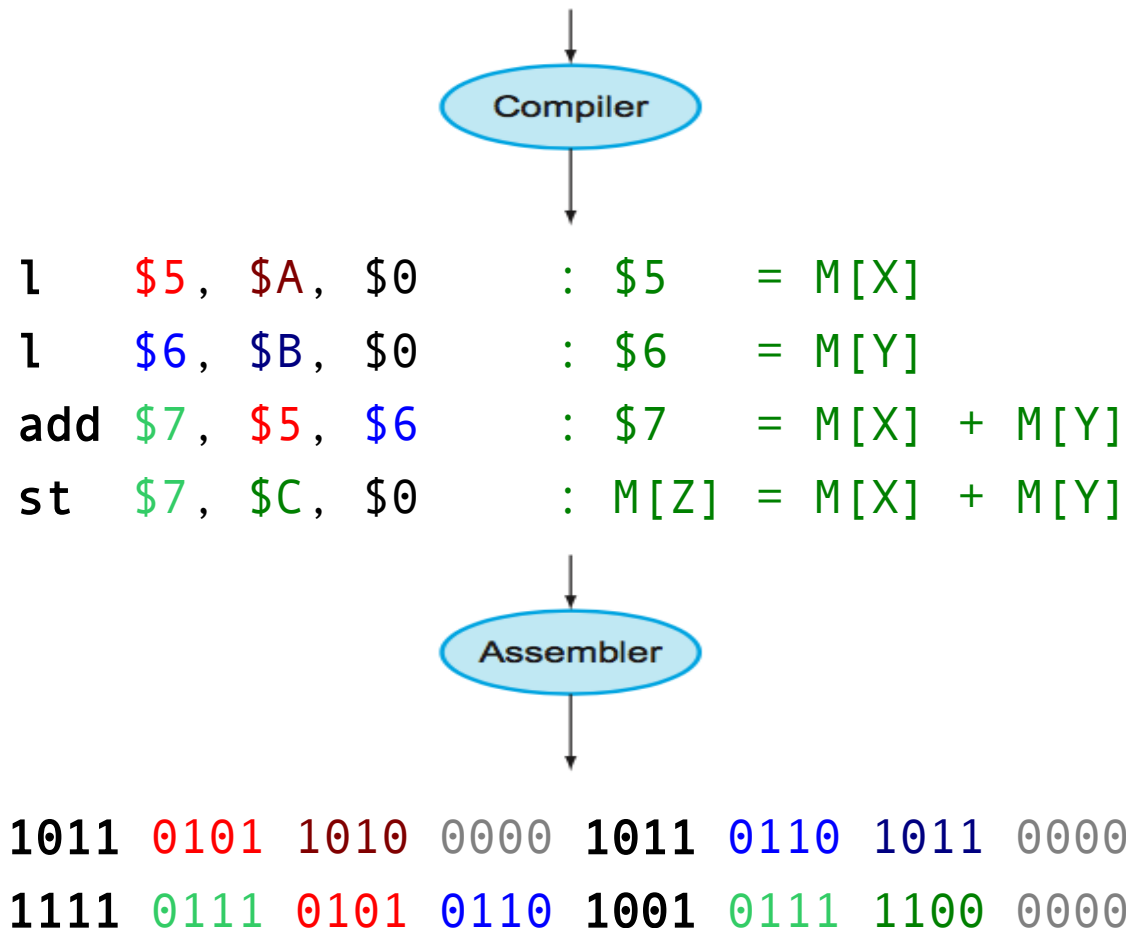 Compiler
l $5, $A, $0 : $5 = M[X]
l $6, $B, $0 : $6 = M[Y]
add $7, $5, $6 : $7 = M[X] + M[Y]
st $7, $C, $0 : M[Z] = M[X] + M[Y]
Assembler
1011 0101 1010 0000 1011 0110 1011 0000
1111 0111 0101 0110 1001 0111 1100 0000